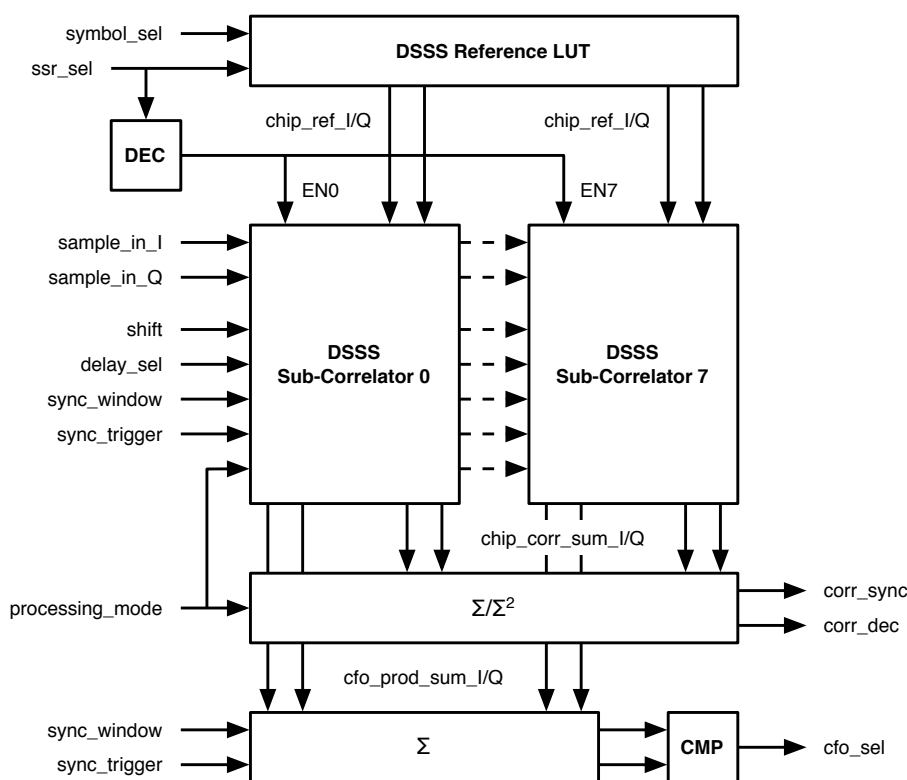 symbol_sel
DSSS Reference LUT
ssr_sel
chip_ref_I/Q
chip_ref_I/Q
DEC
EN0
EN7
sample_in_I
sample_in_Q
shift
delay_sel
sync_window
sync_trigger
DSSS
Sub-Correlator 0
DSSS
Sub-Correlator 7
chip_corr_sum_I/Q
processing_mode
Σ/Σ²
corr_sync
corr_dec
cfo_prod_sum_I/Q
sync_window
sync_trigger
Σ
CMP
cfo_sel